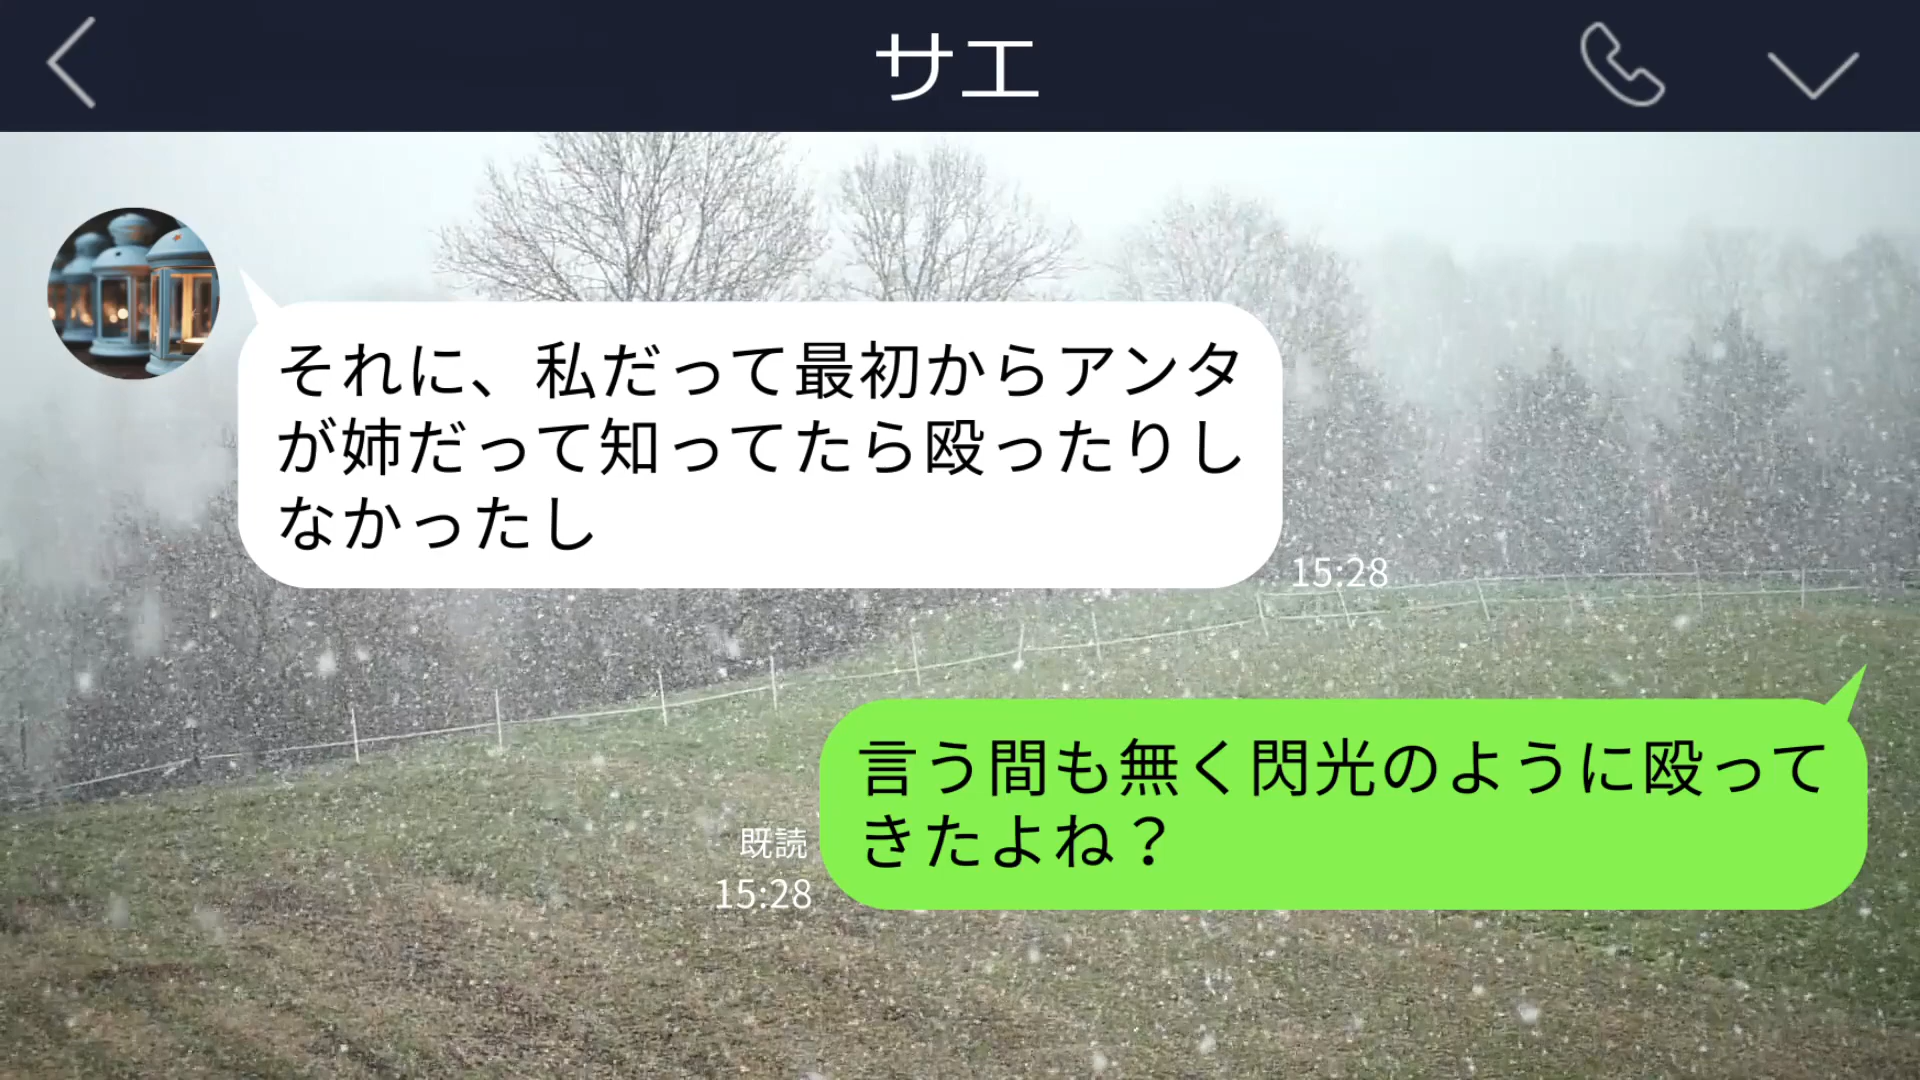 サエ
それに、私だって最初からアンタ
が姉だって知ってたら殴ったりし
なかったし
15:28
言う間も無く閃光のように殴って
きたよね？
既読
15:28